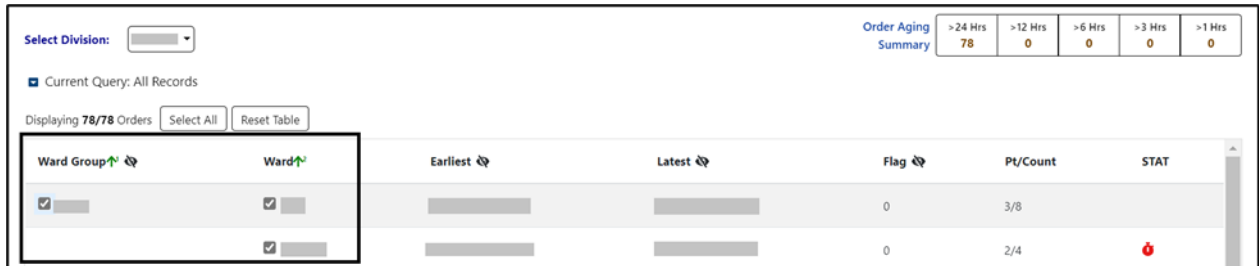 Select Division:
Order Aging Summary
>24 Hrs >12 Hrs >6 Hrs >3 Hrs >1 Hrs
78 0 0 0 0
Current Query: All Records
Displaying 78/78 Orders Select All Reset Table
Ward Group Ward Earliest Latest Flag Pt/Count STAT
0 3/8
0 2/4